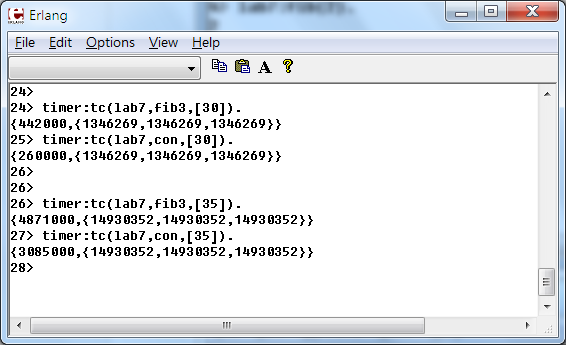 Erlang
File Edit Options View Help
24>
24> timer:tc(lab7,fib3,[30]).
{442000,{1346269,1346269,1346269}}
25> timer:tc(lab7,con,[30]).
{260000,{1346269,1346269,1346269}}
26>
26>
26> timer:tc(lab7,fib3,[35]).
{4871000,{14930352,14930352,14930352}}
27> timer:tc(lab7,con,[35]).
{3085000,{14930352,14930352,14930352}}
28>